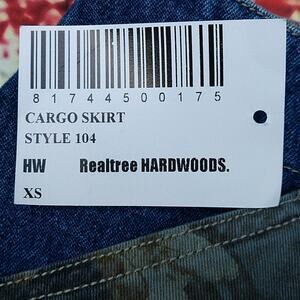 81744500175
CARGO SKIRT
STYLE 104
HW Realtree HARDWOODS.
XS